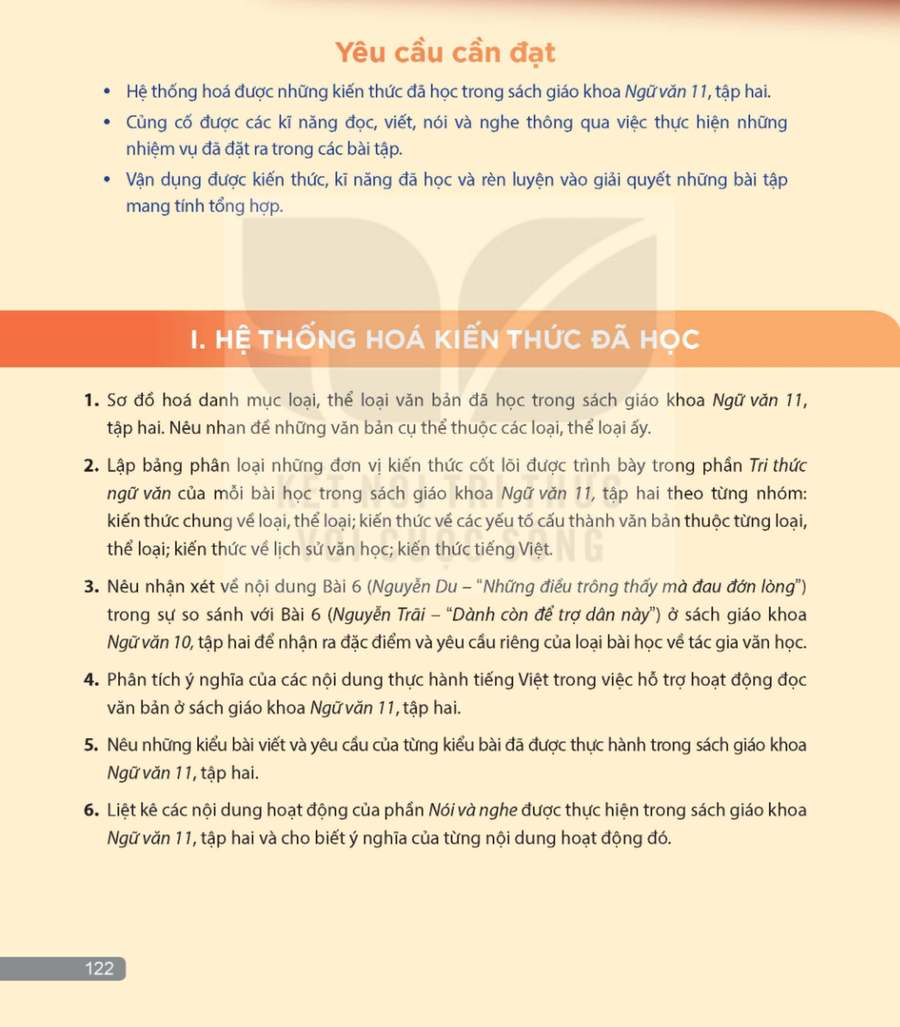 Yêu cầu cần đạt
• Hệ thống hoá được những kiến thức đã học trong sách giáo khoa Ngữ văn 11, tập hai.
• Củng cố được các kĩ năng đọc, viết, nói và nghe thông qua việc thực hiện những
nhiệm vụ đã đặt ra trong các bài tập.
• Vận dụng được kiến thức, kĩ năng đã học và rèn luyện vào giải quyết những bài tập
mang tính tổng hợp.
I. HỆ THỐNG HOÁ KIẾN THỨC ĐÃ HỌC
1. Sơ đồ hoá danh mục loại, thể loại văn bản đã học trong sách giáo khoa Ngữ văn 11,
tập hai. Nêu nhan đề những văn bản cụ thể thuộc các loại, thể loại ấy.
2. Lập bảng phân loại những đơn vị kiến thức cốt lõi được trình bày trong phần Tri thức
ngữ văn của mỗi bài học trong sách giáo khoa Ngữ văn 11, tập hai theo từng nhóm:
kiến thức chung về loại, thể loại; kiến thức về các yếu tố cấu thành văn bản thuộc từng loại,
thể loại; kiến thức về lịch sử văn học; kiến thức tiếng Việt.
KẾT NỐI TRI THỨC
VỚI CUỘC SỐNG
3. Nêu nhận xét về nội dung Bài 6 (Nguyễn Du – “Những điều trông thấy mà đau đớn lòng”)
trong sự so sánh với Bài 6 (Nguyễn Trãi – “Dành còn để trợ dân này”) ở sách giáo khoa
Ngữ văn 10, tập hai để nhận ra đặc điểm và yêu cầu riêng của loại bài học về tác gia văn học.
4. Phân tích ý nghĩa của các nội dung thực hành tiếng Việt trong việc hỗ trợ hoạt động đọc
văn bản ở sách giáo khoa Ngữ văn 11, tập hai.
5. Nêu những kiểu bài viết và yêu cầu của từng kiểu bài đã được thực hành trong sách giáo khoa
Ngữ văn 11, tập hai.
6. Liệt kê các nội dung hoạt động của phần Nói và nghe được thực hiện trong sách giáo khoa
Ngữ văn 11, tập hai và cho biết ý nghĩa của từng nội dung hoạt động đó.
122